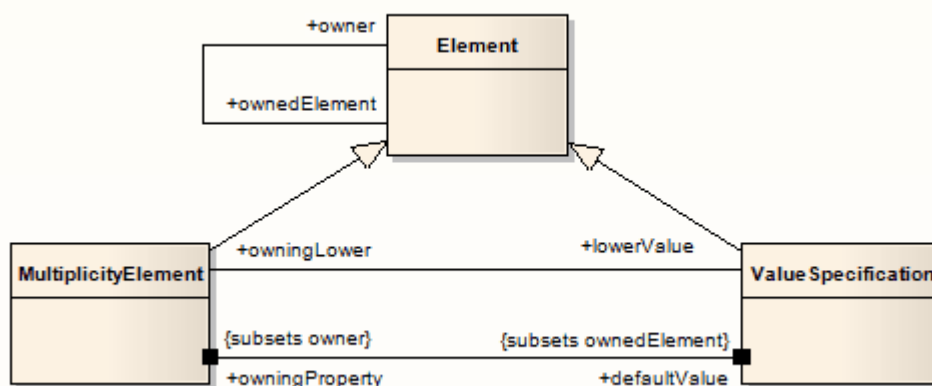 +owner
Element
+ownedElement
+owningLower
+lowerValue
MultiplicityElement
ValueSpecification
{subsets owner}
{subsets ownedElement}
+owningProperty
+defaultValue